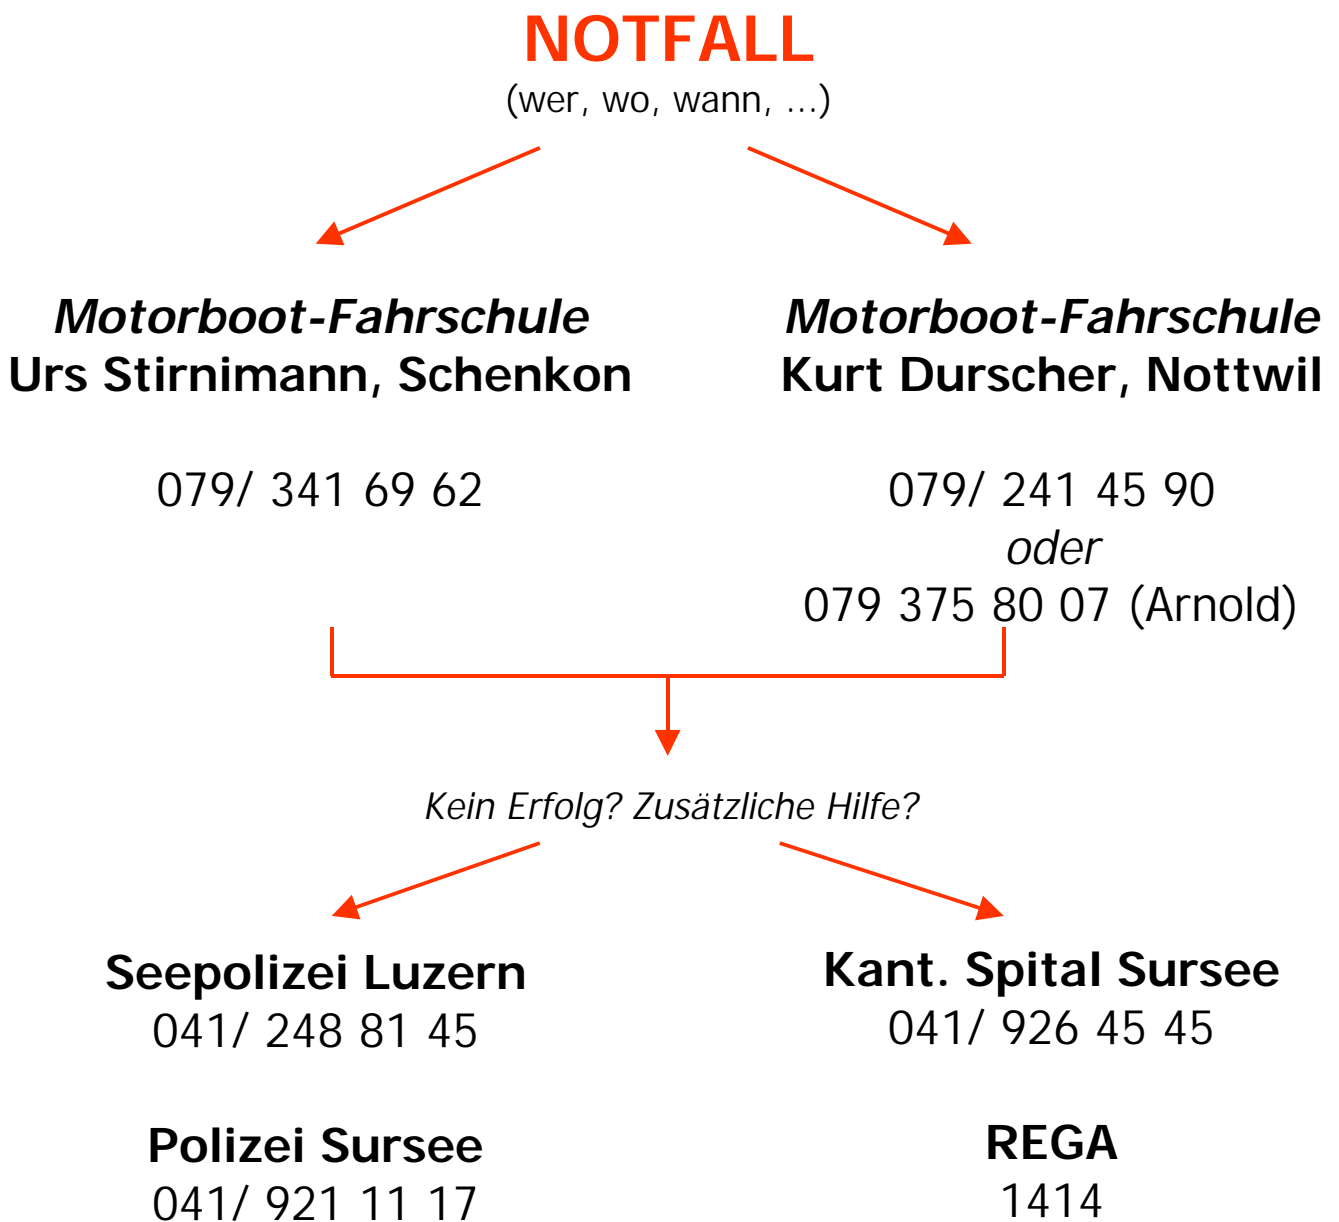 NOTFALL
(wer, wo, wann, ...)
Motorboot-Fahrschule
Urs Stirnimann, Schenkon
079/ 341 69 62
Motorboot-Fahrschule
Kurt Durscher, Nottwil
079/ 241 45 90
oder
079 375 80 07 (Arnold)
Kein Erfolg? Zusätzliche Hilfe?
Seepolizei Luzern
041/ 248 81 45
Polizei Sursee
041/ 921 11 17
Kant. Spital Sursee
041/ 926 45 45
REGA
1414